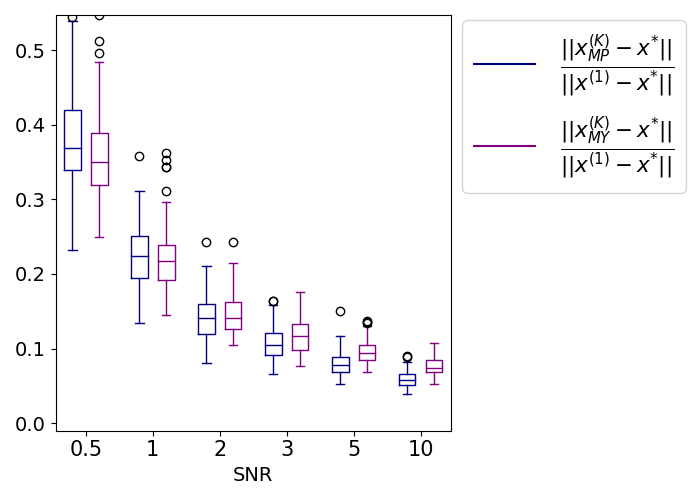 0.5
0.4
0.3
0.2
0.1
0.0
0.5 1 2 3 5 10
SNR
||x_{MP}^{(K)} − x^*||
||x^{(1)} − x^*||
||x_{MY}^{(K)} − x^*||
||x^{(1)} − x^*||